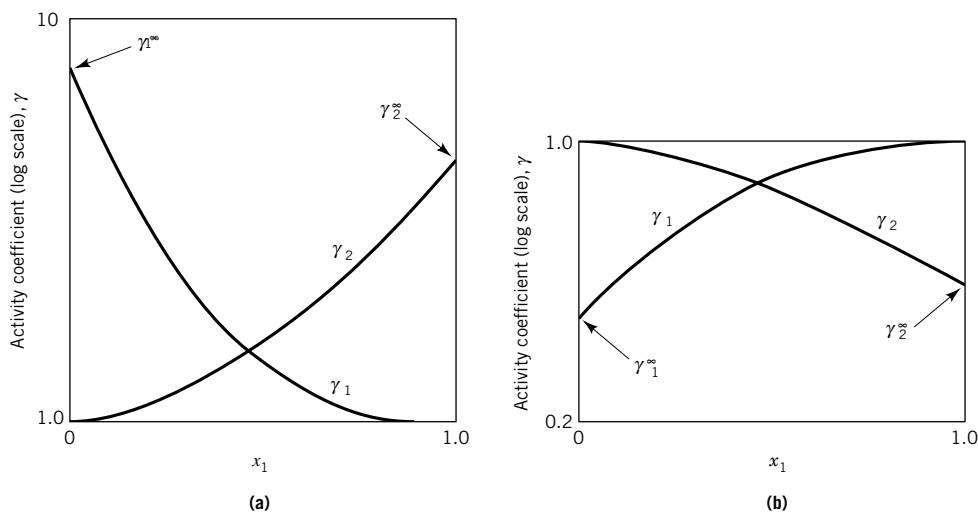 10
γ1∞
γ2∞
Activity coefficient (log scale), γ
γ2
γ1
1.0
0
1.0
x1
(a)
1.0
Activity coefficient (log scale), γ
γ1
γ2
γ1∞
γ2∞
0.2
0
1.0
x1
(b)